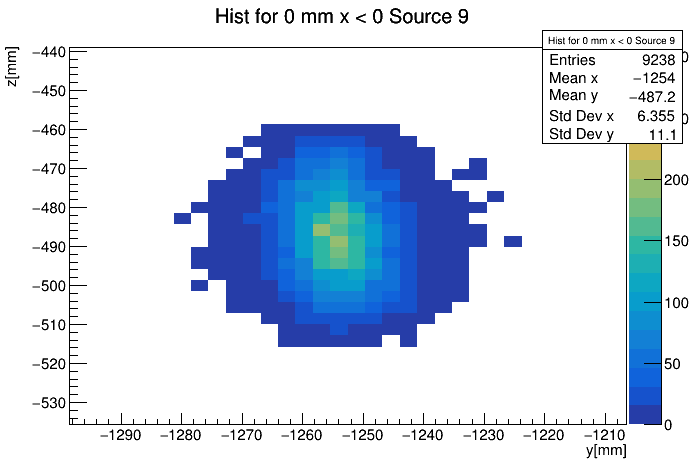 Hist for 0 mm x < 0 Source 9
z[mm]
−440
−450
−460
−470
−480
−490
−500
−510
−520
−530
−1290
−1280
−1270
−1260
−1250
−1240
−1230
−1220
−1210
y[mm]
Hist for 0 mm x < 0 Source 9
Entries 9238
Mean x −1254
Mean y −487.2
Std Dev x 6.355
Std Dev y 11.1
200
150
100
50
0